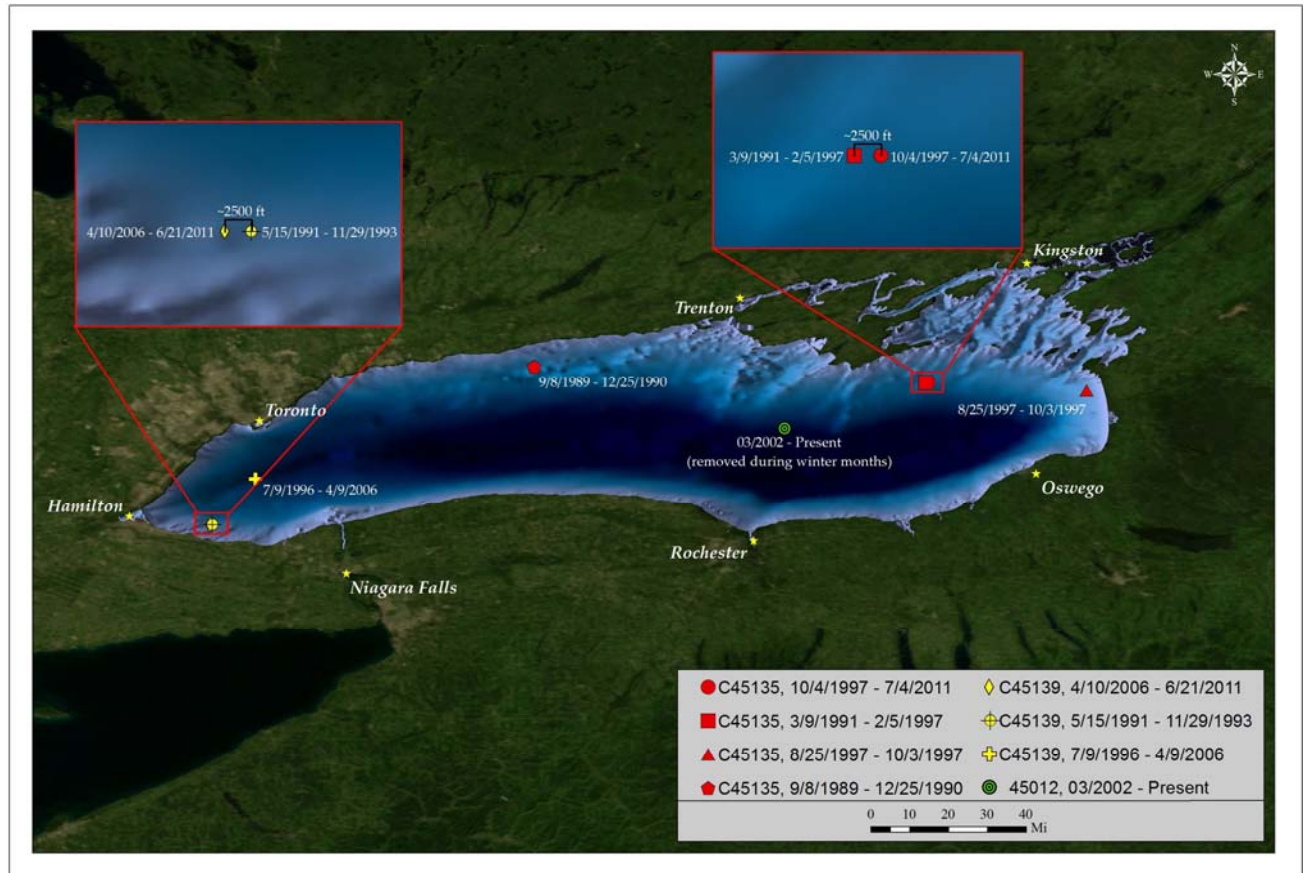 N
W
E
S
~2500 ft
3/9/1991 - 2/5/1997
10/4/1997 - 7/4/2011
~2500 ft
4/10/2006 - 6/21/2011
5/15/1991 - 11/29/1993
Kingston
Trenton
9/8/1989 - 12/25/1990
8/25/1997 - 10/3/1997
Toronto
03/2002 - Present
(removed during winter months)
7/9/1996 - 4/9/2006
Oswego
Hamilton
Rochester
Niagara Falls
C45135, 10/4/1997 - 7/4/2011
C45139, 4/10/2006 - 6/21/2011
C45135, 3/9/1991 - 2/5/1997
C45139, 5/15/1991 - 11/29/1993
C45135, 8/25/1997 - 10/3/1997
C45139, 7/9/1996 - 4/9/2006
C45135, 9/8/1989 - 12/25/1990
45012, 03/2002 - Present
0 10 20 30 40
Mi